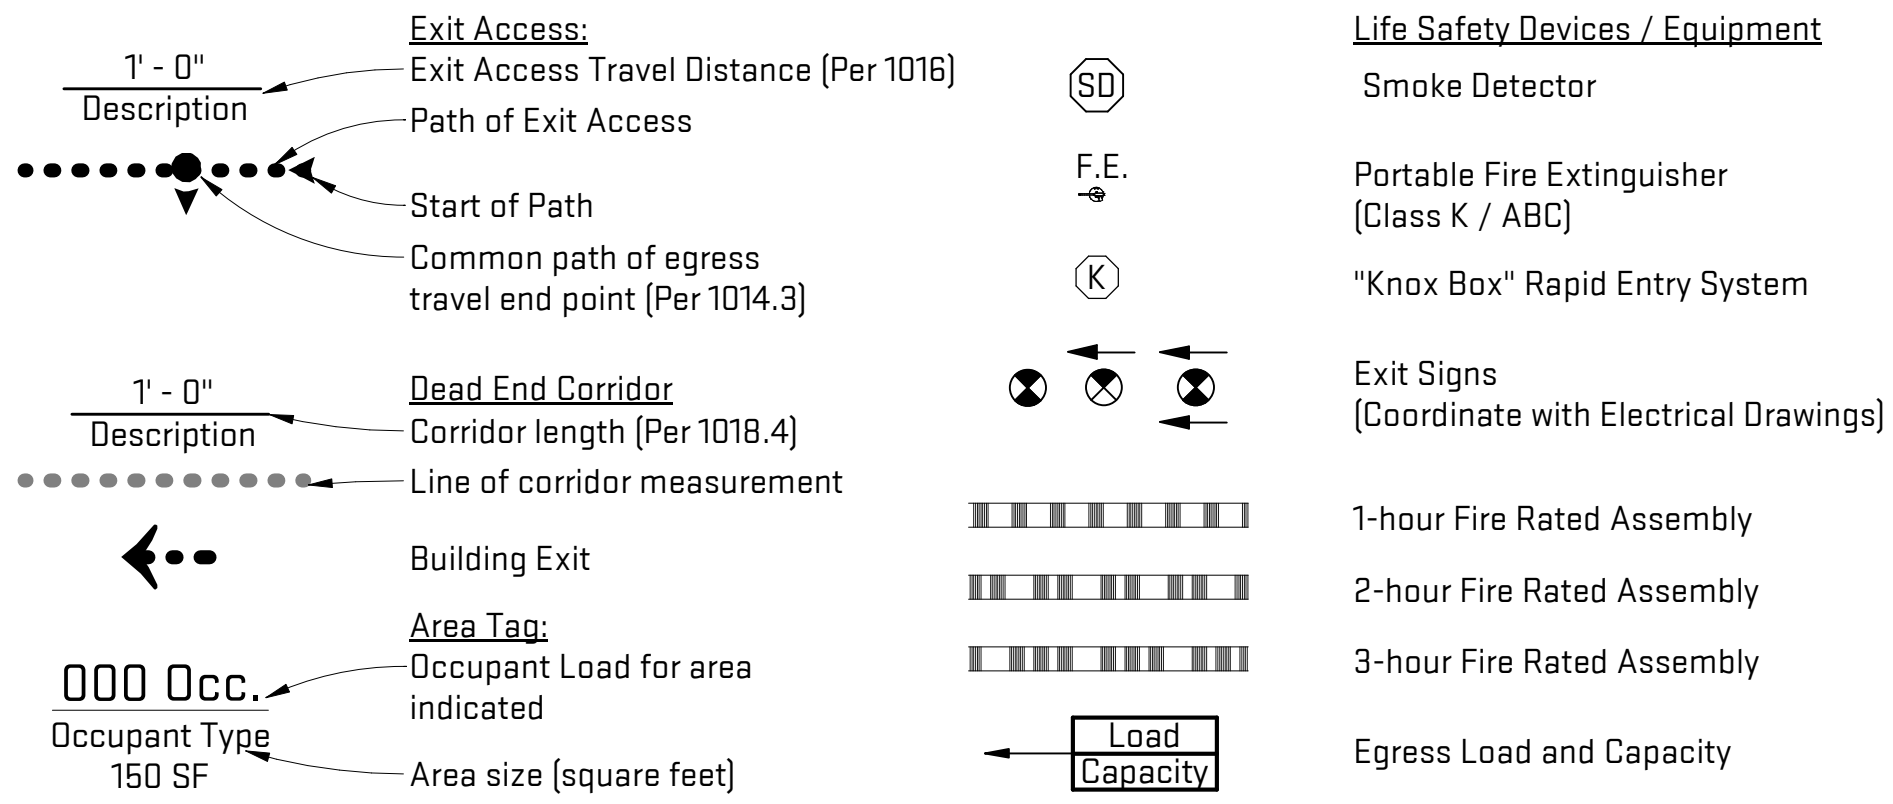 Exit Access:
1' - 0"
Description
Exit Access Travel Distance (Per 1016)
Path of Exit Access
Start of Path
Common path of egress
travel end point (Per 1014.3)
1' - 0"
Description
Dead End Corridor
Corridor length (Per 1018.4)
Line of corridor measurement
Building Exit
Area Tag:
000 Occ.
Occupant Type
150 SF
Occupant Load for area
indicated
Area size (square feet)
Life Safety Devices / Equipment
SD
Smoke Detector
F.E.
Portable Fire Extinguisher
(Class K / ABC)
K
"Knox Box" Rapid Entry System
Exit Signs
(Coordinate with Electrical Drawings)
1-hour Fire Rated Assembly
2-hour Fire Rated Assembly
3-hour Fire Rated Assembly
Load
Capacity
Egress Load and Capacity